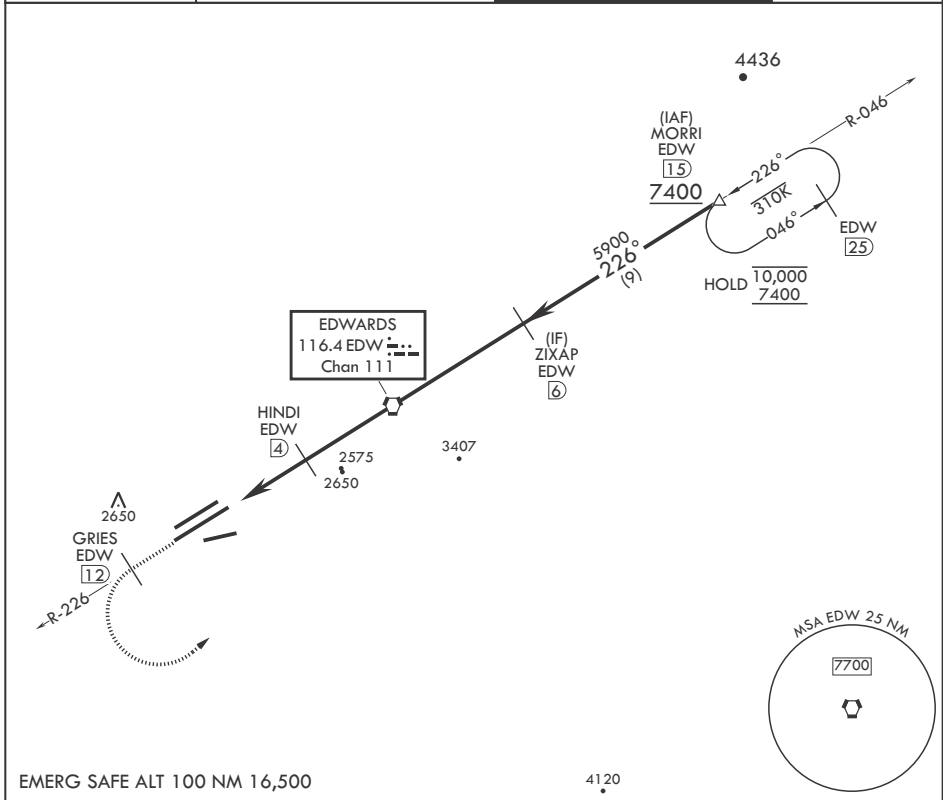 4436
R-046
(IAF)
MORRI
EDW
15
7400
226°
310K
046°
EDW
25
HOLD 10,000
7400
5900
226°
(9)
(IF)
ZIXAP
EDW
6
EDWARDS
116.4 EDW
Chan 111
HINDI
EDW
4
2575
2650
3407
2650
GRIES
EDW
12
R-226
MSA EDW 25 NM
7700
EMERG SAFE ALT 100 NM 16,500
4120